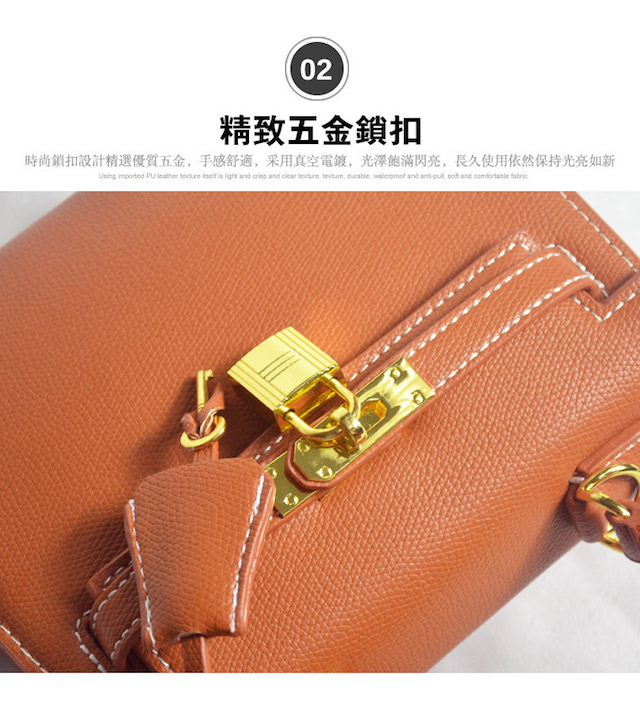 02
精致五金鎖扣
時尚鎖扣設計精選優質五金，手感舒適，采用真空電鍍，光澤飽滿閃亮，長久使用依然保持光亮如新
Using imported PU leather texture itself is light and crisp and clear texture, texture, durable, waterproof and anti-pull, soft and comfortable fabric